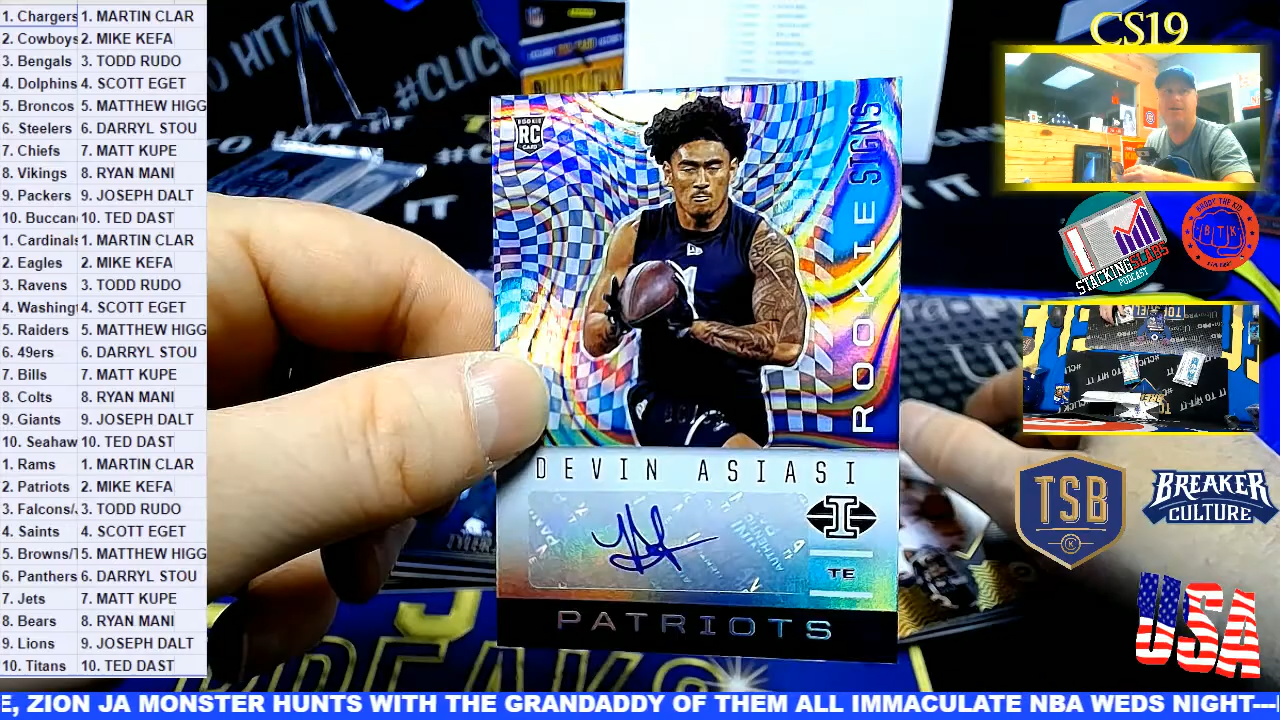 1. Chargers 1. MARTIN CLAR
2. Cowboys 2. MIKE KEFA
3. TODD RUDO
4. SCOTT EGET
5. Broncos 5. MATTHEW HIGG
6. Steelers 6. DARRYL STOU
7. Chiefs 7. MATT KUPE
8. Vikings 8. RYAN MANI
9. Packers 9. JOSEPH DALT
10. Buccan 10. TED DAST
1. Cardinals 1. MARTIN CLAR
2. Eagles 2. MIKE KEFA
3. Ravens 3. TODD RUDO
4. Washing 4. SCOTT EGET
5. Raiders 5. MATTHEW HIGG
6. 49ers 6. DARRYL STOU
7. Bills 7. MATT KUPE
8. Colts 8. RYAN MANI
9. Giants 9. JOSEPH DALT
10. Seahaw 10. TED DAST
1. Rams 1. MARTIN CLAR
2. Patriots 2. MIKE KEFA
3. Falcons/ 3. TODD RUDO
4. Saints 4. SCOTT EGET
5. Browns/ 5. MATTHEW HIGG
6. Panthers 6. DARRYL STOU
7. Jets 7. MATT KUPE
8. Bears 8. RYAN MANI
9. Lions 9. JOSEPH DALT
10. Titans 10. TED DAST
#CLIC
ROOKIE
RC
CARD
ROOKIE SIGNS
DEVIN ASIASI
I
TE
PATRIOTS
CS19
STACKING SLABS
PODCAST
BUDDY THE KID
BTK
TSB
K
BREAKER
CULTURE
USA
E, ZION JA MONSTER HUNTS WITH THE GRANDADDY OF THEM ALL IMMACULATE NBA WEDS NIGHT---